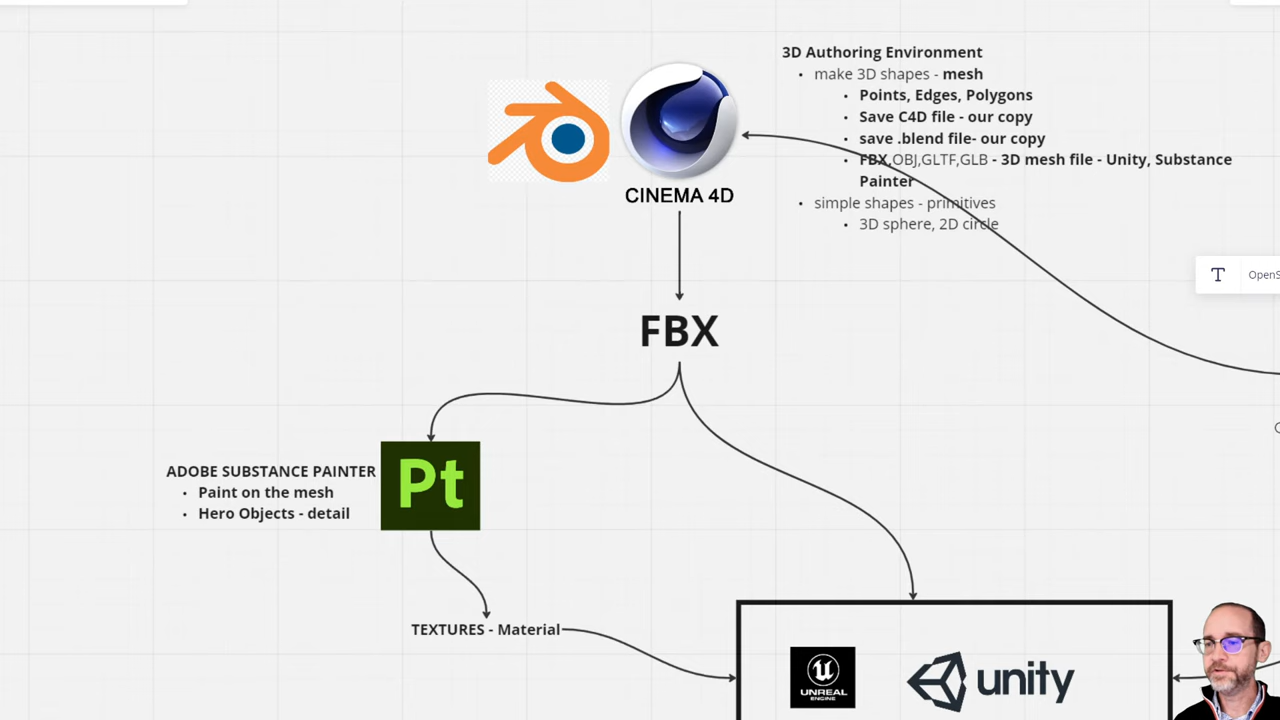 3D Authoring Environment
make 3D shapes - mesh
Points, Edges, Polygons
Save C4D file - our copy
save .blend file- our copy
FBX,OBJ,GLTF,GLB - 3D mesh file - Unity, Substance
Painter
simple shapes - primitives
3D sphere, 2D circle
CINEMA 4D
T OpenS
FBX
ADOBE SUBSTANCE PAINTER
Paint on the mesh
Hero Objects - detail
Pt
TEXTURES - Material
UNREAL
ENGINE
unity